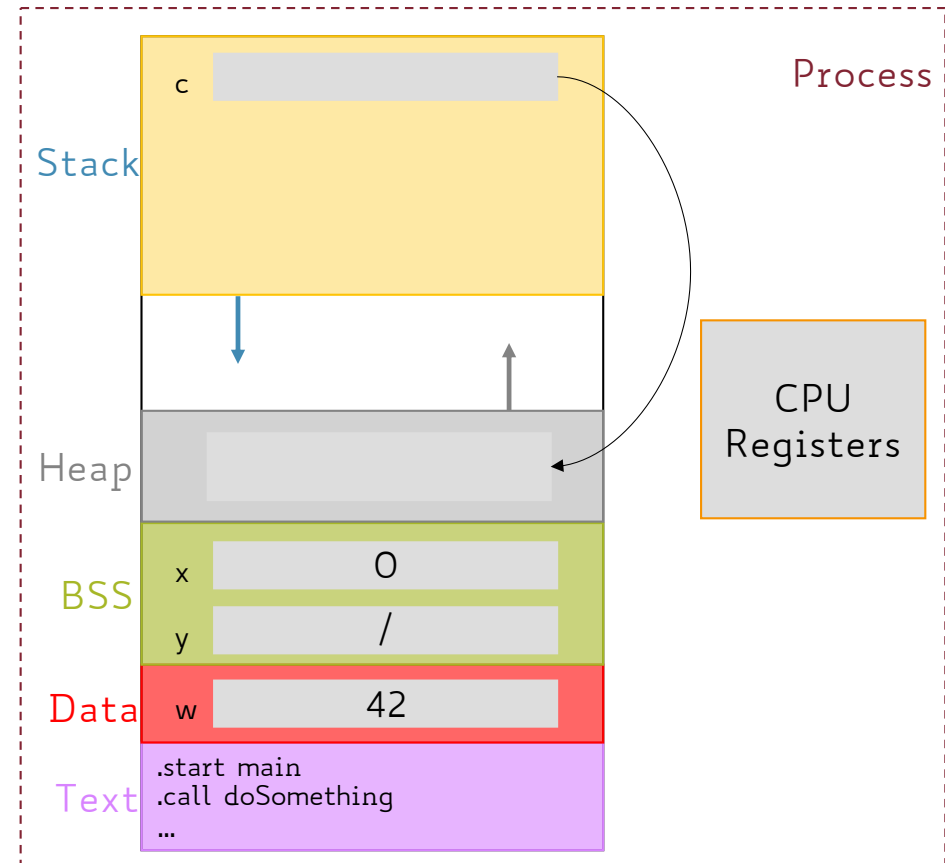 Process
c
Stack
CPU
Registers
Heap
x 0
BSS
y /
Data w 42
.start main
.call doSomething
Text
...